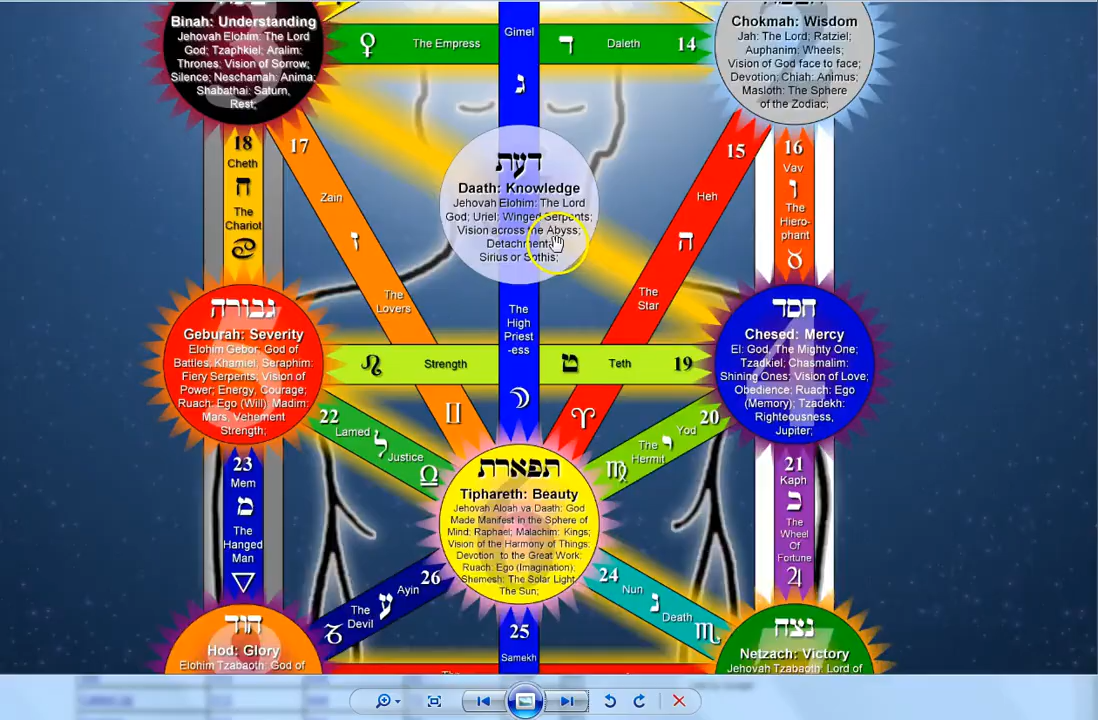 Binah: Understanding
Jehovah Elohim: The Lord
God; Tzaphkiel; Aralim:
Thrones: Vision of Sorrow;
Silence; Neschamah: Anima;
Shabathai: Saturn,
Rest;
♀ The Empress
Gimel
ג
ד Daleth 14
Chokmah: Wisdom
Jah: The Lord; Ratziel;
Auphanim: Wheels;
Vision of God face to face;
Devotion; Chiah: Animus;
Masloth: The Sphere
of the Zodiac;
18
Cheth
ח
The
Chariot
♋
17
Zain
ז
The
Lovers
♊
דעת
Daath: Knowledge
Jehovah Elohim: The Lord
God; Uriel; Winged Serpents;
Vision across the Abyss;
Detachment;
Sirius or Sothis;
15
Heh
ה
The
Star
♈
16
Vav
ו
The
Hiero-
phant
♉
The
High
Priest
-ess
☽
גבורה
Geburah: Severity
Elohim Gebor: God of
Battles; Khamiel; Seraphim:
Fiery Serpents; Vision of
Power; Energy, Courage;
Ruach: Ego (Will) Madim:
Mars, Vehement
Strength;
♌ Strength
ט Teth 19
חסד
Chesed: Mercy
El: God, The Mighty One;
Tzadkiel; Chasmalim:
Shining Ones; Vision of Love;
Obedience; Ruach: Ego
(Memory); Tzadekh:
Righteousness,
Jupiter;
22
Lamed
ל
Justice
♎
20
Yod
י
The
Hermit
♍
23
Mem
מ
The
Hanged
Man
▽
תפארת
Tiphareth: Beauty
Jehovah Aloah va Daath: God
Made Manifest in the Sphere of
Mind: Raphael; Malachim: Kings;
Vision of the Harmony of Things;
Devotion to the Great Work:
Ruach: Ego (Imagination);
Shemesh: The Solar Light,
The Sun;
21
Kaph
כ
The
Wheel
Of
Fortune
♃
26
Ayin
ע
The
Devil
♑
24
Nun
נ
Death
♏
25
Samekh
הוד
Hod: Glory
Elohim Tzabaoth: God of
נצח
Netzach: Victory
Jehovah Tzabaoth: Lord of